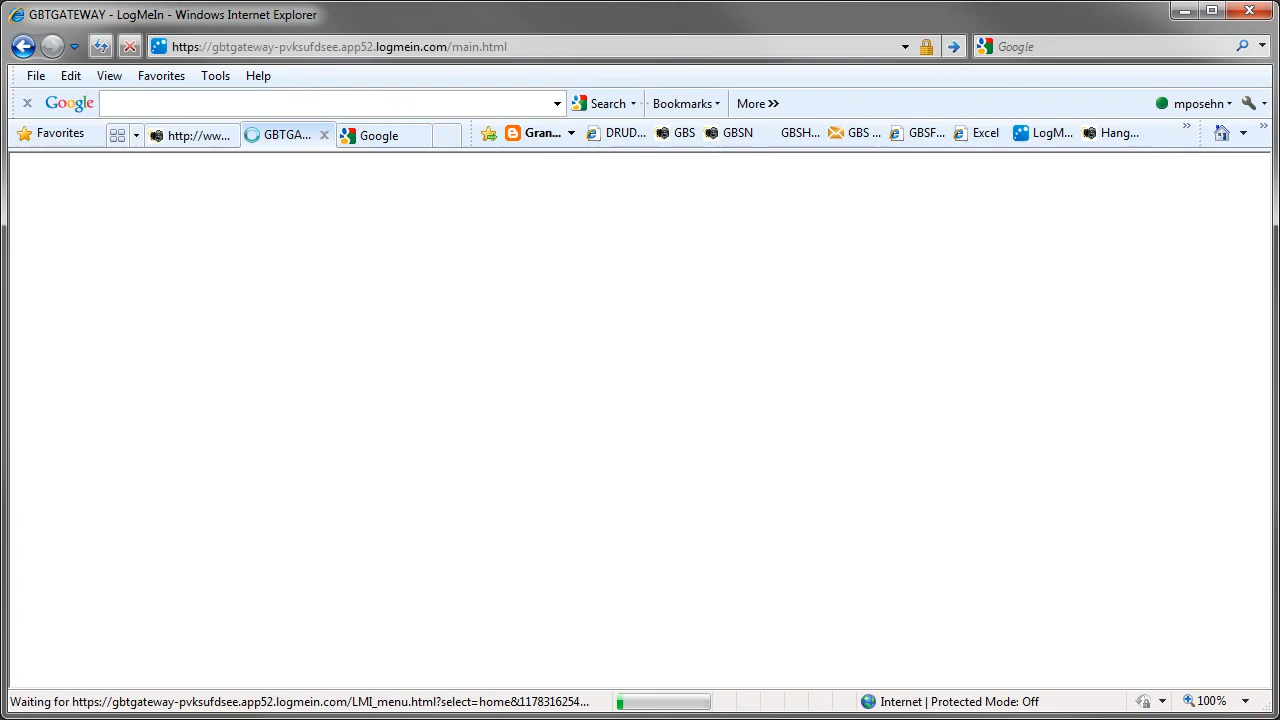 GBTGATEWAY - LogMeIn - Windows Internet Explorer
https://gbtgateway-pvksufdsee.app52.logmein.com/main.html
Google
File Edit View Favorites Tools Help
x Google Search Bookmarks More >> mposehn
Favorites http://ww... GBTGA... x Google Gran... DRUD... GBS GBSN GBSH... GBS ... GBSF... Excel LogM... Hang... »
Waiting for https://gbtgateway-pvksufdsee.app52.logmein.com/LMI_menu.html?select=home&1178316254... Internet | Protected Mode: Off 100%